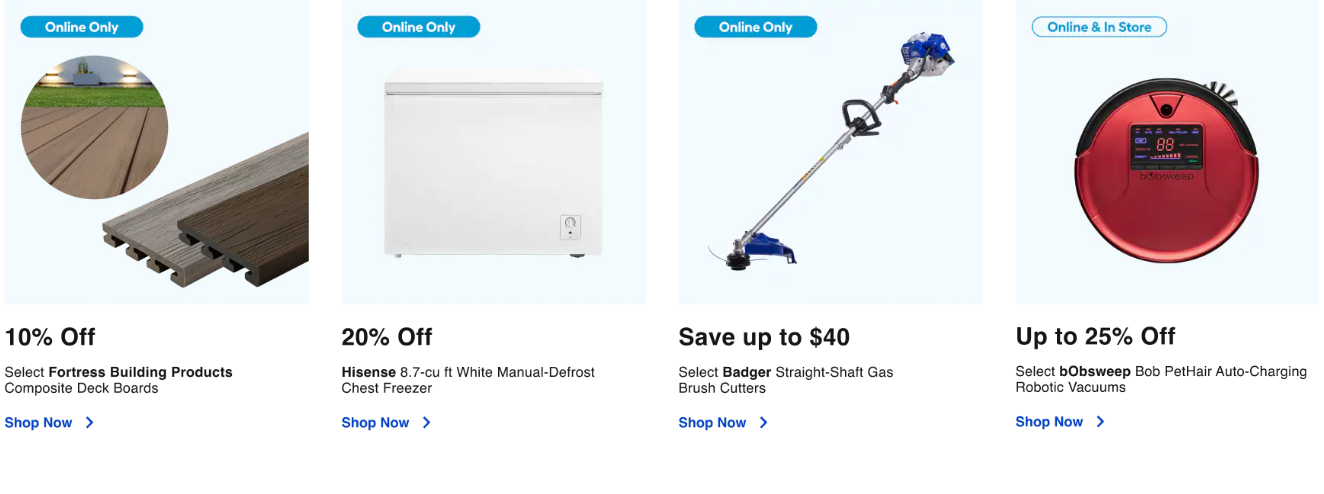 Online Only
Online Only
Online Only
Online & In Store
88
bObsweep
10% Off
Select Fortress Building Products
Composite Deck Boards
Shop Now
20% Off
Hisense 8.7-cu ft White Manual-Defrost
Chest Freezer
Shop Now
Save up to $40
Select Badger Straight-Shaft Gas
Brush Cutters
Shop Now
Up to 25% Off
Select bObsweep Bob PetHair Auto-Charging
Robotic Vacuums
Shop Now